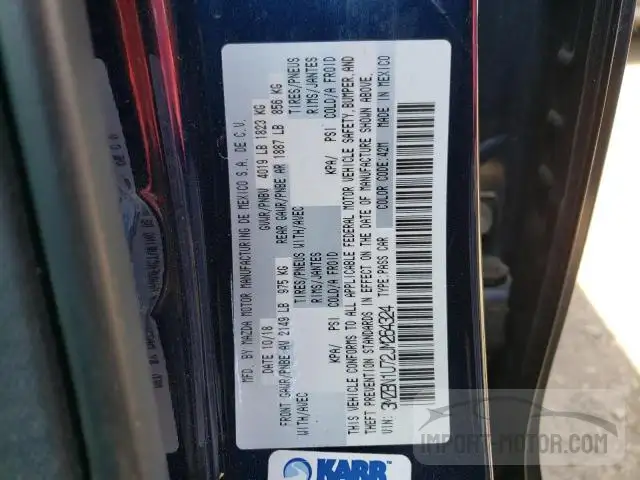 MFD. BY MAZDA MOTOR MANUFACTURING DE MEXICO S.A. DE C.V.
DATE 10/18 GVWR/PNBV 4019 LB 1823 KG
FRONT GAWR/PNBE AV 2149 LB 975 KG REAR GAWR/PNBE AR 1887 LB 856 KG
WITH/AVEC TIRES/PNEUS WITH/AVEC TIRES/PNEUS
RIMS/JANTES RIMS/JANTES
KPA/ PSI COLD/A FROID KPA/ PSI COLD/A FROID
THIS VEHICLE CONFORMS TO ALL APPLICABLE FEDERAL MOTOR VEHICLE SAFETY, BUMPER, AND
THEFT PREVENTION STANDARDS IN EFFECT ON THE DATE OF MANUFACTURE SHOWN ABOVE.
VIN: 3MZBN1U72JM264324 TYPE:PASS CAR COLOR CODE:42M MADE IN MEXICO
KARR
IMPORT-MOTOR.COM